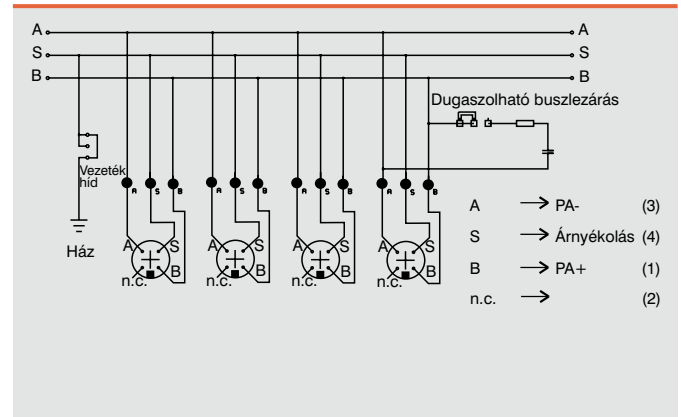 A A
S S
B B
Dugaszolható buszlezárás
Vezeték
híd
Ház
A S B A S B A S B A S B
A S A S A S A S
B B B B
n.c. n.c. n.c. n.c.
A → PA- (3)
S → Árnyékolás (4)
B → PA+ (1)
n.c. → (2)